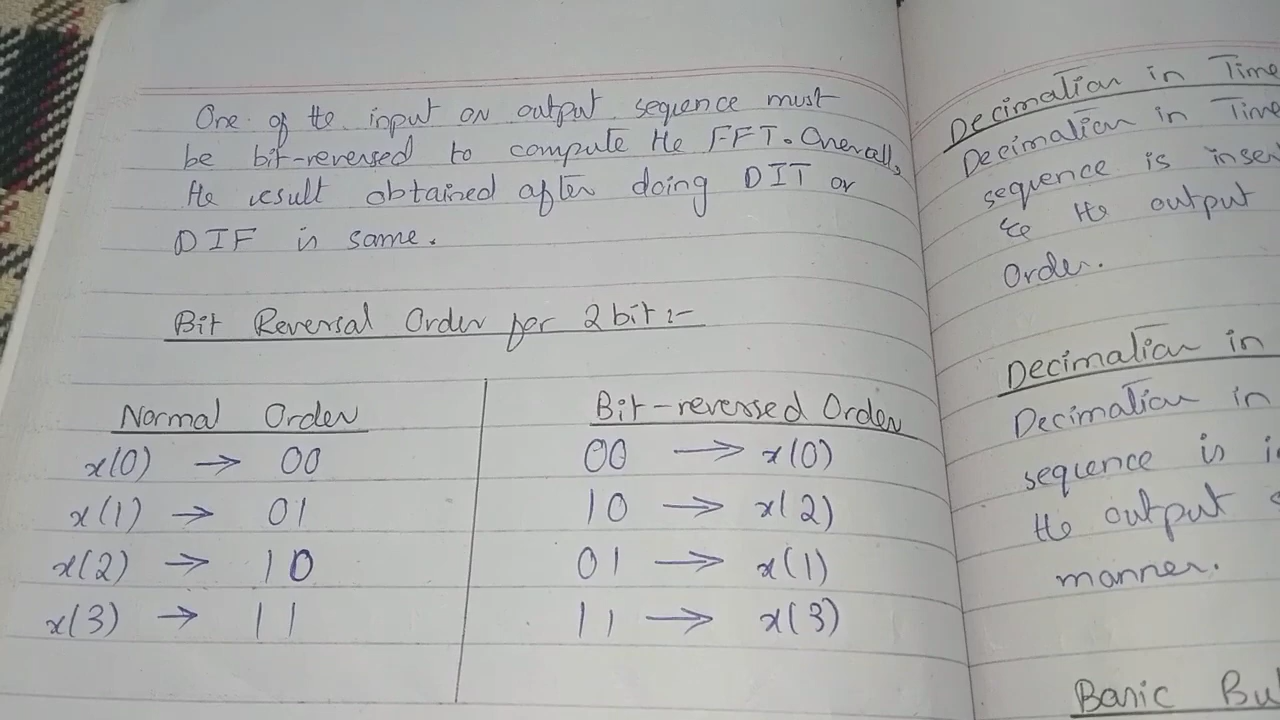 One of the input or output sequence must
be bit-reversed to compute the FFT. Overall,
the result obtained after doing DIT or
DIF is same.
Bit Reversal Order for 2 bit :-
Normal Order
x(0) → 00
x(1) → 01
x(2) → 10
x(3) → 11
Bit-reversed Order
00 → x(0)
10 → x(2)
01 → x(1)
11 → x(3)
Decimation in Time
Decimation in Time
sequence is
the output
Order.
Decimation in
Decimation in
sequence is
the output
manner.
Basic